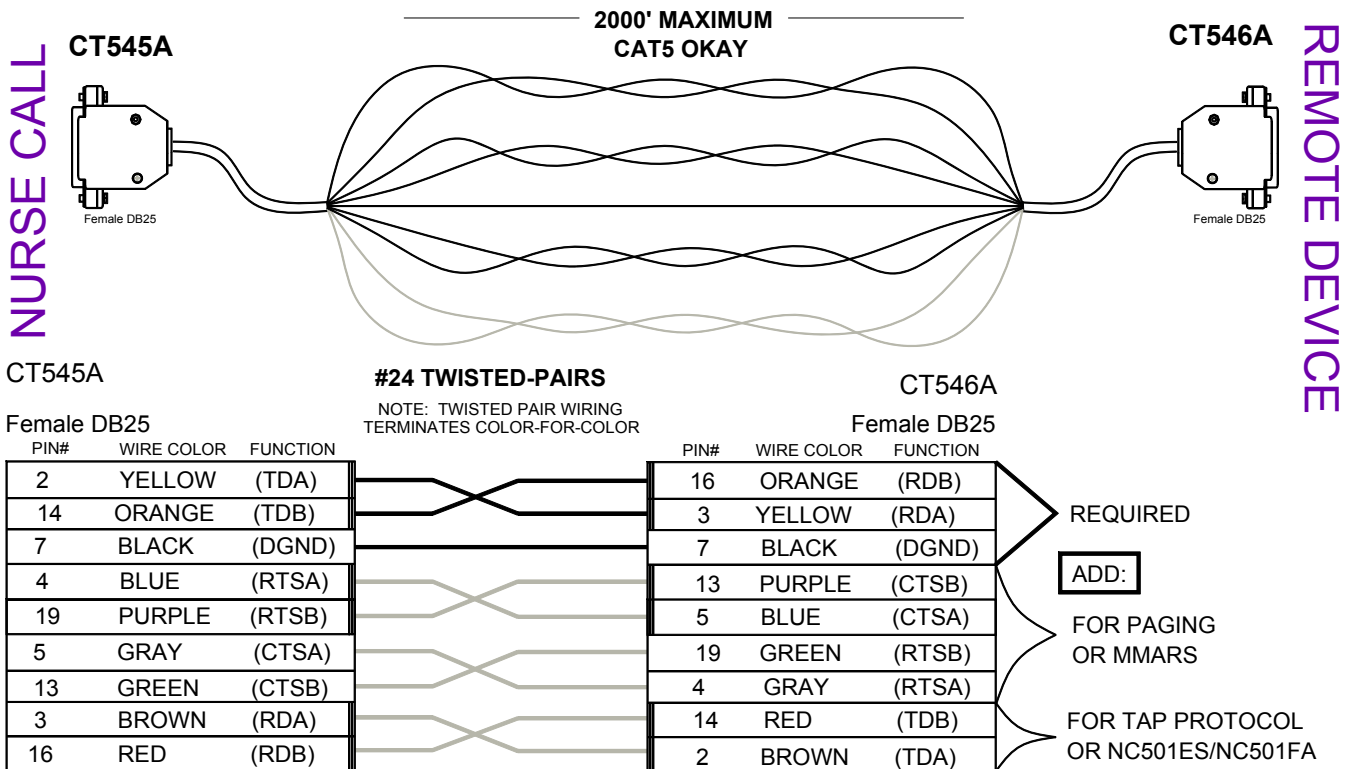 2000' MAXIMUM
CAT5 OKAY
CT545A
CT546A
NURSE CALL
REMOTE DEVICE
Female DB25
Female DB25
CT545A
#24 TWISTED-PAIRS
CT546A
NOTE: TWISTED PAIR WIRING
TERMINATES COLOR-FOR-COLOR
Female DB25
Female DB25
PIN# WIRE COLOR FUNCTION
PIN# WIRE COLOR FUNCTION
2 YELLOW (TDA)
16 ORANGE (RDB)
14 ORANGE (TDB)
3 YELLOW (RDA)
REQUIRED
7 BLACK (DGND)
7 BLACK (DGND)
ADD:
4 BLUE (RTSA)
13 PURPLE (CTSB)
19 PURPLE (RTSB)
5 BLUE (CTSA)
FOR PAGING
OR MMARS
5 GRAY (CTSA)
19 GREEN (RTSB)
13 GREEN (CTSB)
4 GRAY (RTSA)
3 BROWN (RDA)
14 RED (TDB)
FOR TAP PROTOCOL
OR NC501ES/NC501FA
16 RED (RDB)
2 BROWN (TDA)